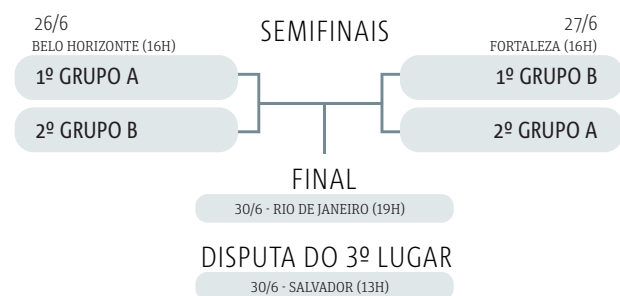 26/6
BELO HORIZONTE (16H)
1º GRUPO A
2º GRUPO B
SEMIFINAIS
27/6
FORTALEZA (16H)
1º GRUPO B
2º GRUPO A
FINAL
30/6 - RIO DE JANEIRO (19H)
DISPUTA DO 3º LUGAR
30/6 - SALVADOR (13H)